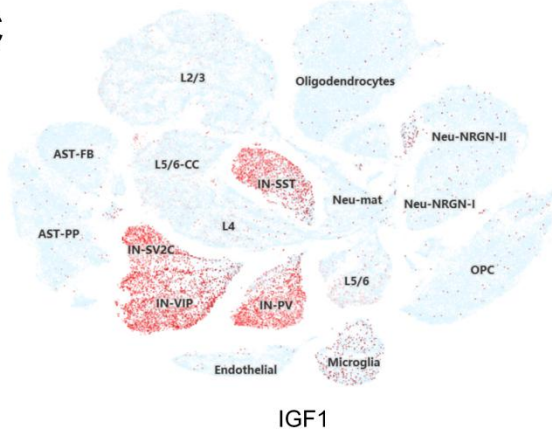 L2/3
Oligodendrocytes
Neu-NRGN-II
AST-FB
L5/6-CC
IN-SST
Neu-mat
Neu-NRGN-I
AST-PP
L4
IN-SV2C
OPC
L5/6
IN-VIP
IN-PV
Microglia
Endothelial
IGF1